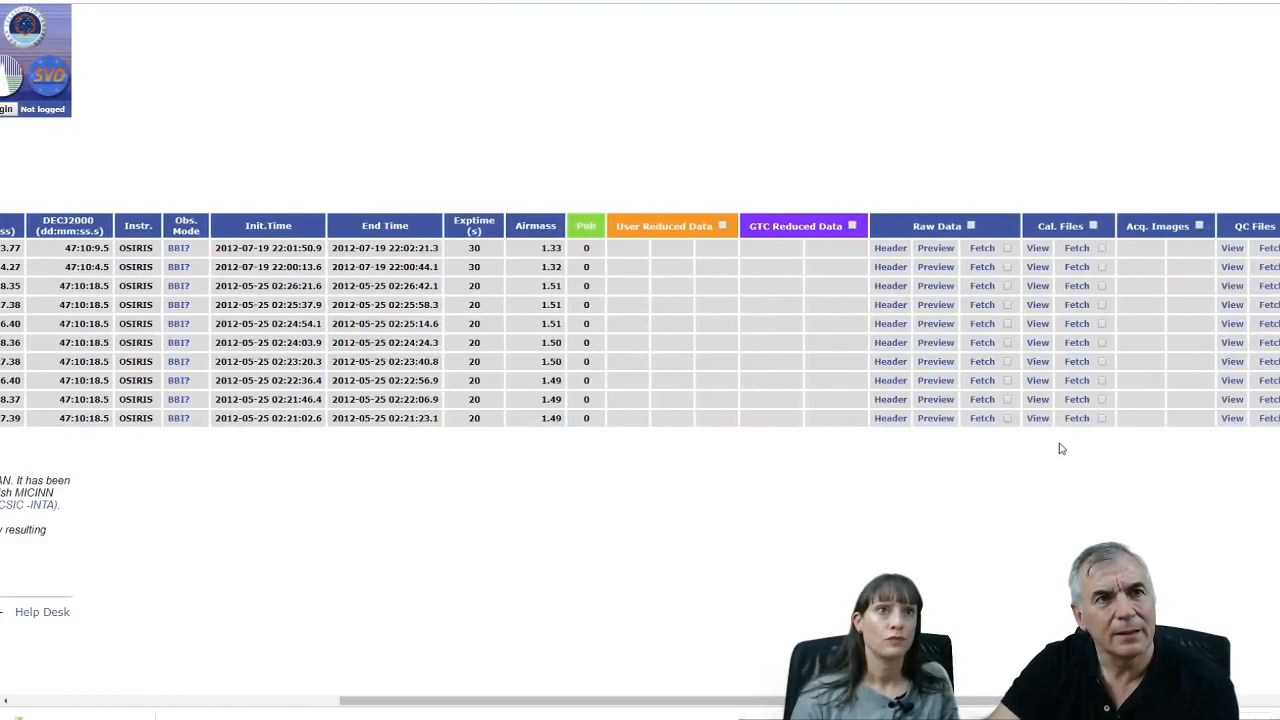 SVO
gin Not logged
ss) DECJ2000 (dd:mm:ss.s) Instr. Obs. Mode Init.Time End Time Exptime (s) Airmass Pub User Reduced Data GTC Reduced Data Raw Data Cal. Files Acq. Images QC Files
3.77 47:10:9.5 OSIRIS BBI? 2012-07-19 22:01:50.9 2012-07-19 22:02:21.3 30 1.33 0 Header Preview Fetch View Fetch View Fetc
4.27 47:10:4.5 OSIRIS BBI? 2012-07-19 22:00:13.6 2012-07-19 22:00:44.1 30 1.32 0 Header Preview Fetch View Fetch View Fetc
8.35 47:10:18.5 OSIRIS BBI? 2012-05-25 02:26:21.6 2012-05-25 02:26:42.1 20 1.51 0 Header Preview Fetch View Fetch View Fetc
7.38 47:10:18.5 OSIRIS BBI? 2012-05-25 02:25:37.9 2012-05-25 02:25:58.3 20 1.51 0 Header Preview Fetch View Fetch View Fetc
6.40 47:10:18.5 OSIRIS BBI? 2012-05-25 02:24:54.1 2012-05-25 02:25:14.6 20 1.51 0 Header Preview Fetch View Fetch View Fetc
8.36 47:10:18.5 OSIRIS BBI? 2012-05-25 02:24:03.9 2012-05-25 02:24:24.3 20 1.50 0 Header Preview Fetch View Fetch View Fetc
7.38 47:10:18.5 OSIRIS BBI? 2012-05-25 02:23:20.3 2012-05-25 02:23:40.8 20 1.50 0 Header Preview Fetch View Fetch View Fetc
6.40 47:10:18.5 OSIRIS BBI? 2012-05-25 02:22:36.4 2012-05-25 02:22:56.9 20 1.49 0 Header Preview Fetch View Fetch View Fetc
8.37 47:10:18.5 OSIRIS BBI? 2012-05-25 02:21:46.4 2012-05-25 02:22:06.9 20 1.49 0 Header Preview Fetch View Fetch View Fetc
7.39 47:10:18.5 OSIRIS BBI? 2012-05-25 02:21:02.6 2012-05-25 02:21:23.1 20 1.49 0 Header Preview Fetch View Fetch View Fetc
AN. It has been
ish MICINN
CSIC -INTA).
y resulting
- Help Desk